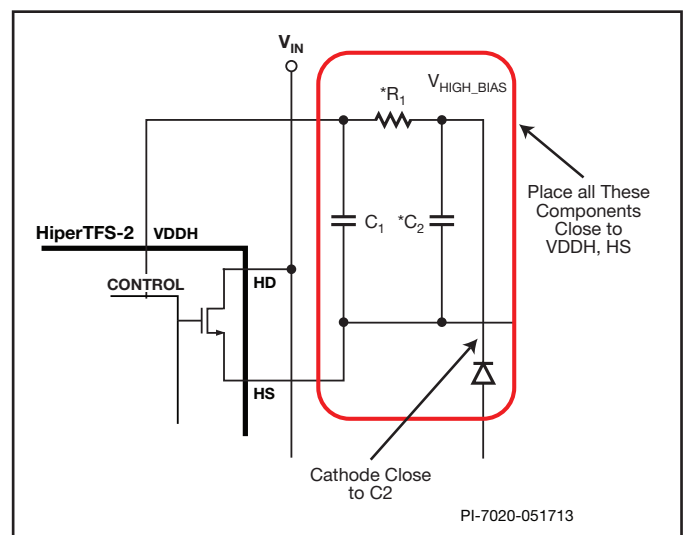 VIN
*R1
VHIGH_BIAS
Place all These
Components
Close to
VDDH, HS
C1
*C2
HiperTFS-2
VDDH
CONTROL
HD
HS
Cathode Close
to C2
PI-7020-051713